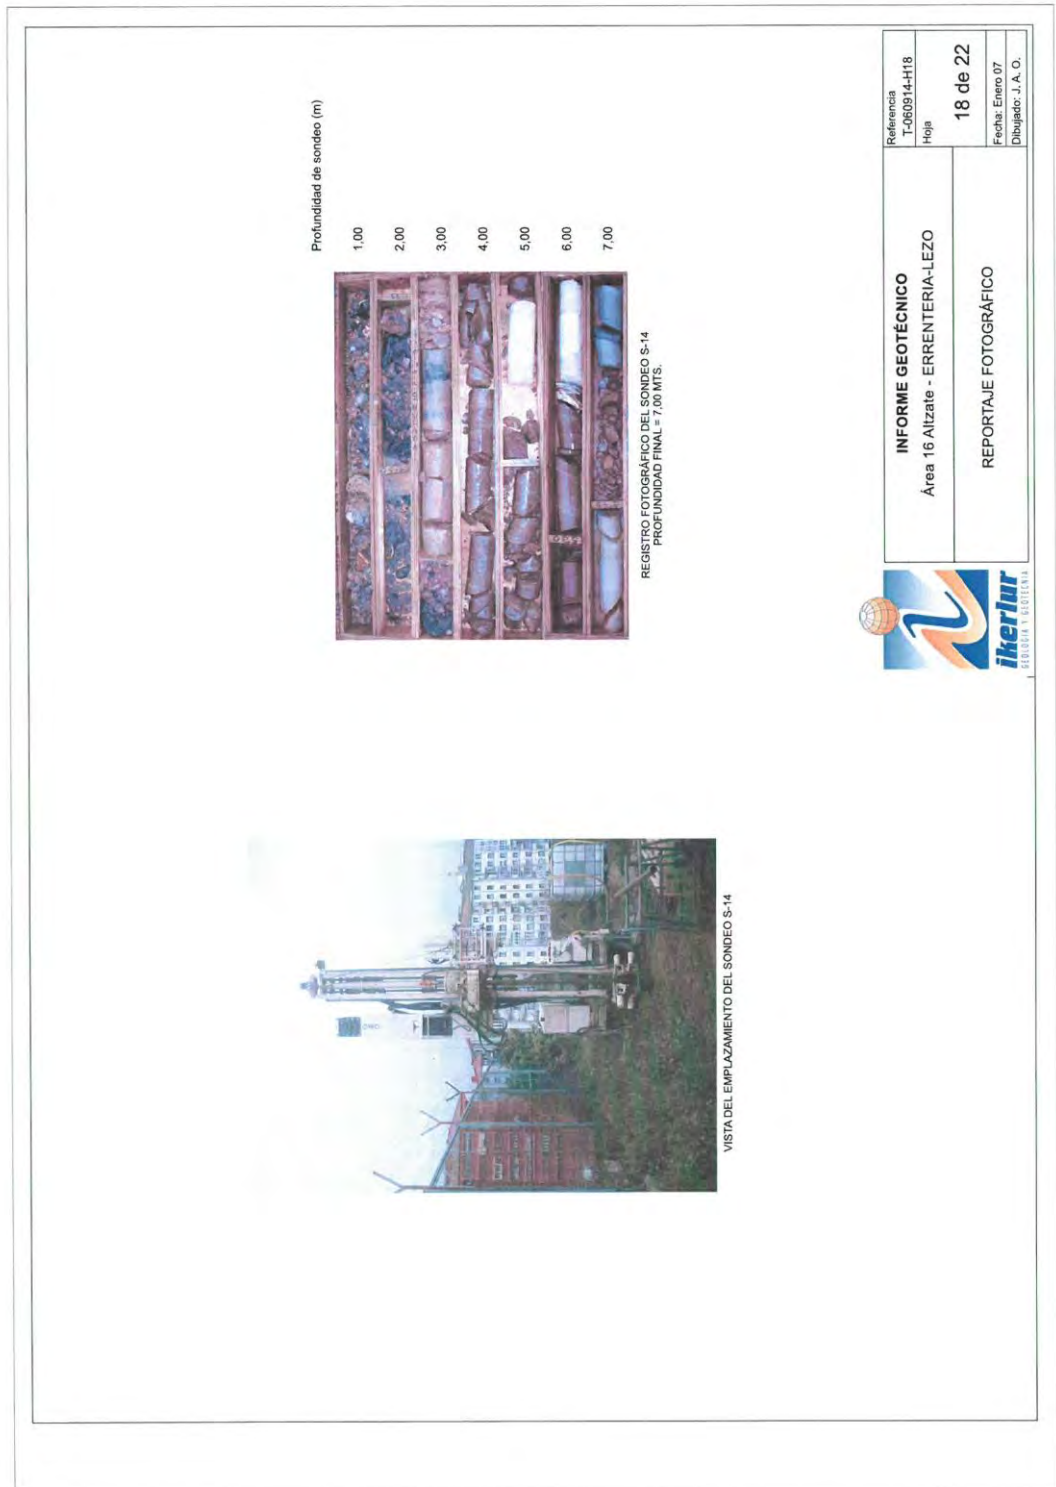 Profundidad de sondeo (m)
1,00
2,00
3,00
4,00
5,00
6,00
7,00
REGISTRO FOTOGRÁFICO DEL SONDEO S-14
PROFUNDIDAD FINAL = 7,00 MTS.
VISTA DEL EMPLAZAMIENTO DEL SONDEO S-14
ikerlur
GEOLOGIA Y GEOTECNIA
INFORME GEOTÉCNICO
Área 16 Altzate - ERRENTERIA-LEZO
REPORTAJE FOTOGRÁFICO
Referencia
T-060914-H18
Hoja
18 de 22
Fecha: Enero 07
Dibujado: J. A. O.